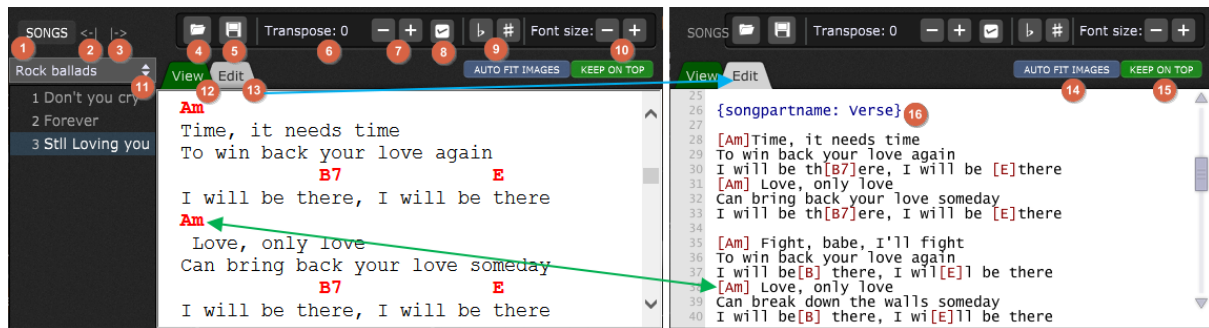 SONGS <-| |->
Transpose: 0 − + ♭ # Font size: − +
1 2 3 4 5 6 7 8 9 10
Rock ballads
11
1 Don't you cry
2 Forever
3 Stll Loving you
View Edit AUTO FIT IMAGES KEEP ON TOP
12 13
Am
Time, it needs time
To win back your love again
B7 E
I will be there, I will be there
Am
Love, only love
Can bring back your love someday
B7 E
I will be there, I will be there
SONGS Transpose: 0 − + ♭ # Font size: − +
View Edit AUTO FIT IMAGES KEEP ON TOP
14 15
25
26 {songpartname: Verse} 16
27
28 [Am]Time, it needs time
29 To win back your love again
30 I will be th[B7]ere, I will be [E]there
31 [Am] Love, only love
32 Can bring back your love someday
33 I will be th[B7]ere, I will be [E]there
34
35 [Am] Fight, babe, I'll fight
36 To win back your love again
37 I will be[B] there, I wil[E]l be there
38 [Am] Love, only love
39 Can break down the walls someday
40 I will be[B] there, I wi[E]ll be there